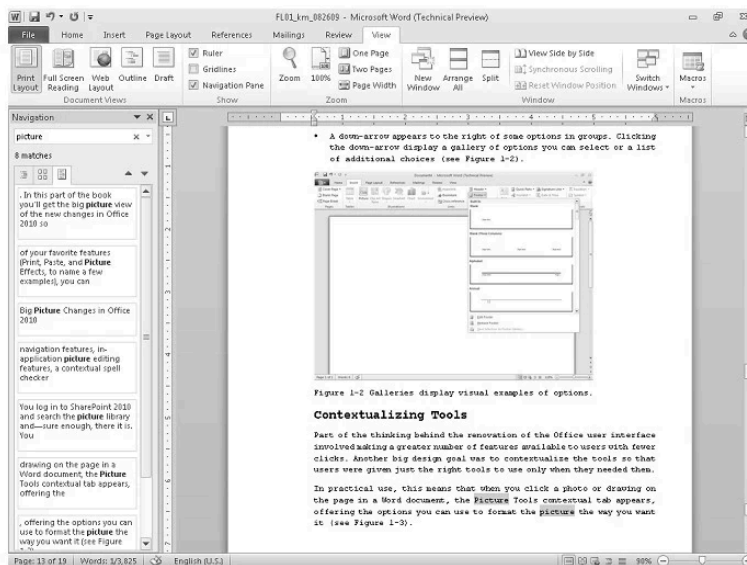 FL01_km_082609 - Microsoft Word (Technical Preview)
File Home Insert Page Layout References Mailings Review View
Print Layout
Full Screen Reading
Web Layout
Outline
Draft
Document Views
Ruler
Gridlines
Navigation Pane
Show
Zoom
100%
One Page
Two Pages
Page Width
Zoom
New Window
Arrange All
Split
View Side by Side
Synchronous Scrolling
Reset Window Position
Window
Switch Windows
Macros
Macros
Navigation
picture
8 matches
. In this part of the book
you'll get the big picture view
of the new changes in Office
2010 so
of your favorite features
(Print, Paste, and Picture
Effects, to name a few
examples), you can
Big Picture Changes in Office
2010
navigation features, in-
application picture editing
features, a contextual spell
checker
You log in to SharePoint 2010
and search the picture library
and—sure enough, there it is.
You
drawing on the page in a
Word document, the Picture
Tools contextual tab appears,
offering the
, offering the options you can
use to format the picture the
way you want it (see Figure
• A down-arrow appears to the right of some options in groups. Clicking
the down-arrow display a gallery of options you can select or a list
of additional choices (see Figure 1-2).
Figure 1-2 Galleries display visual examples of options.
Contextualizing Tools
Part of the thinking behind the renovation of the Office user interface
involved making a greater number of features available to users with fewer
clicks. Another big design goal was to contextualize the tools so that
users were given just the right tools to use only when they needed them.
In practical use, this means that when you click a photo or drawing on
the page in a Word document, the Picture Tools contextual tab appears,
offering the options you can use to format the picture the way you want
it (see Figure 1-3).
Page: 13 of 19 Words: 1/3,825 English (U.S.) 90%